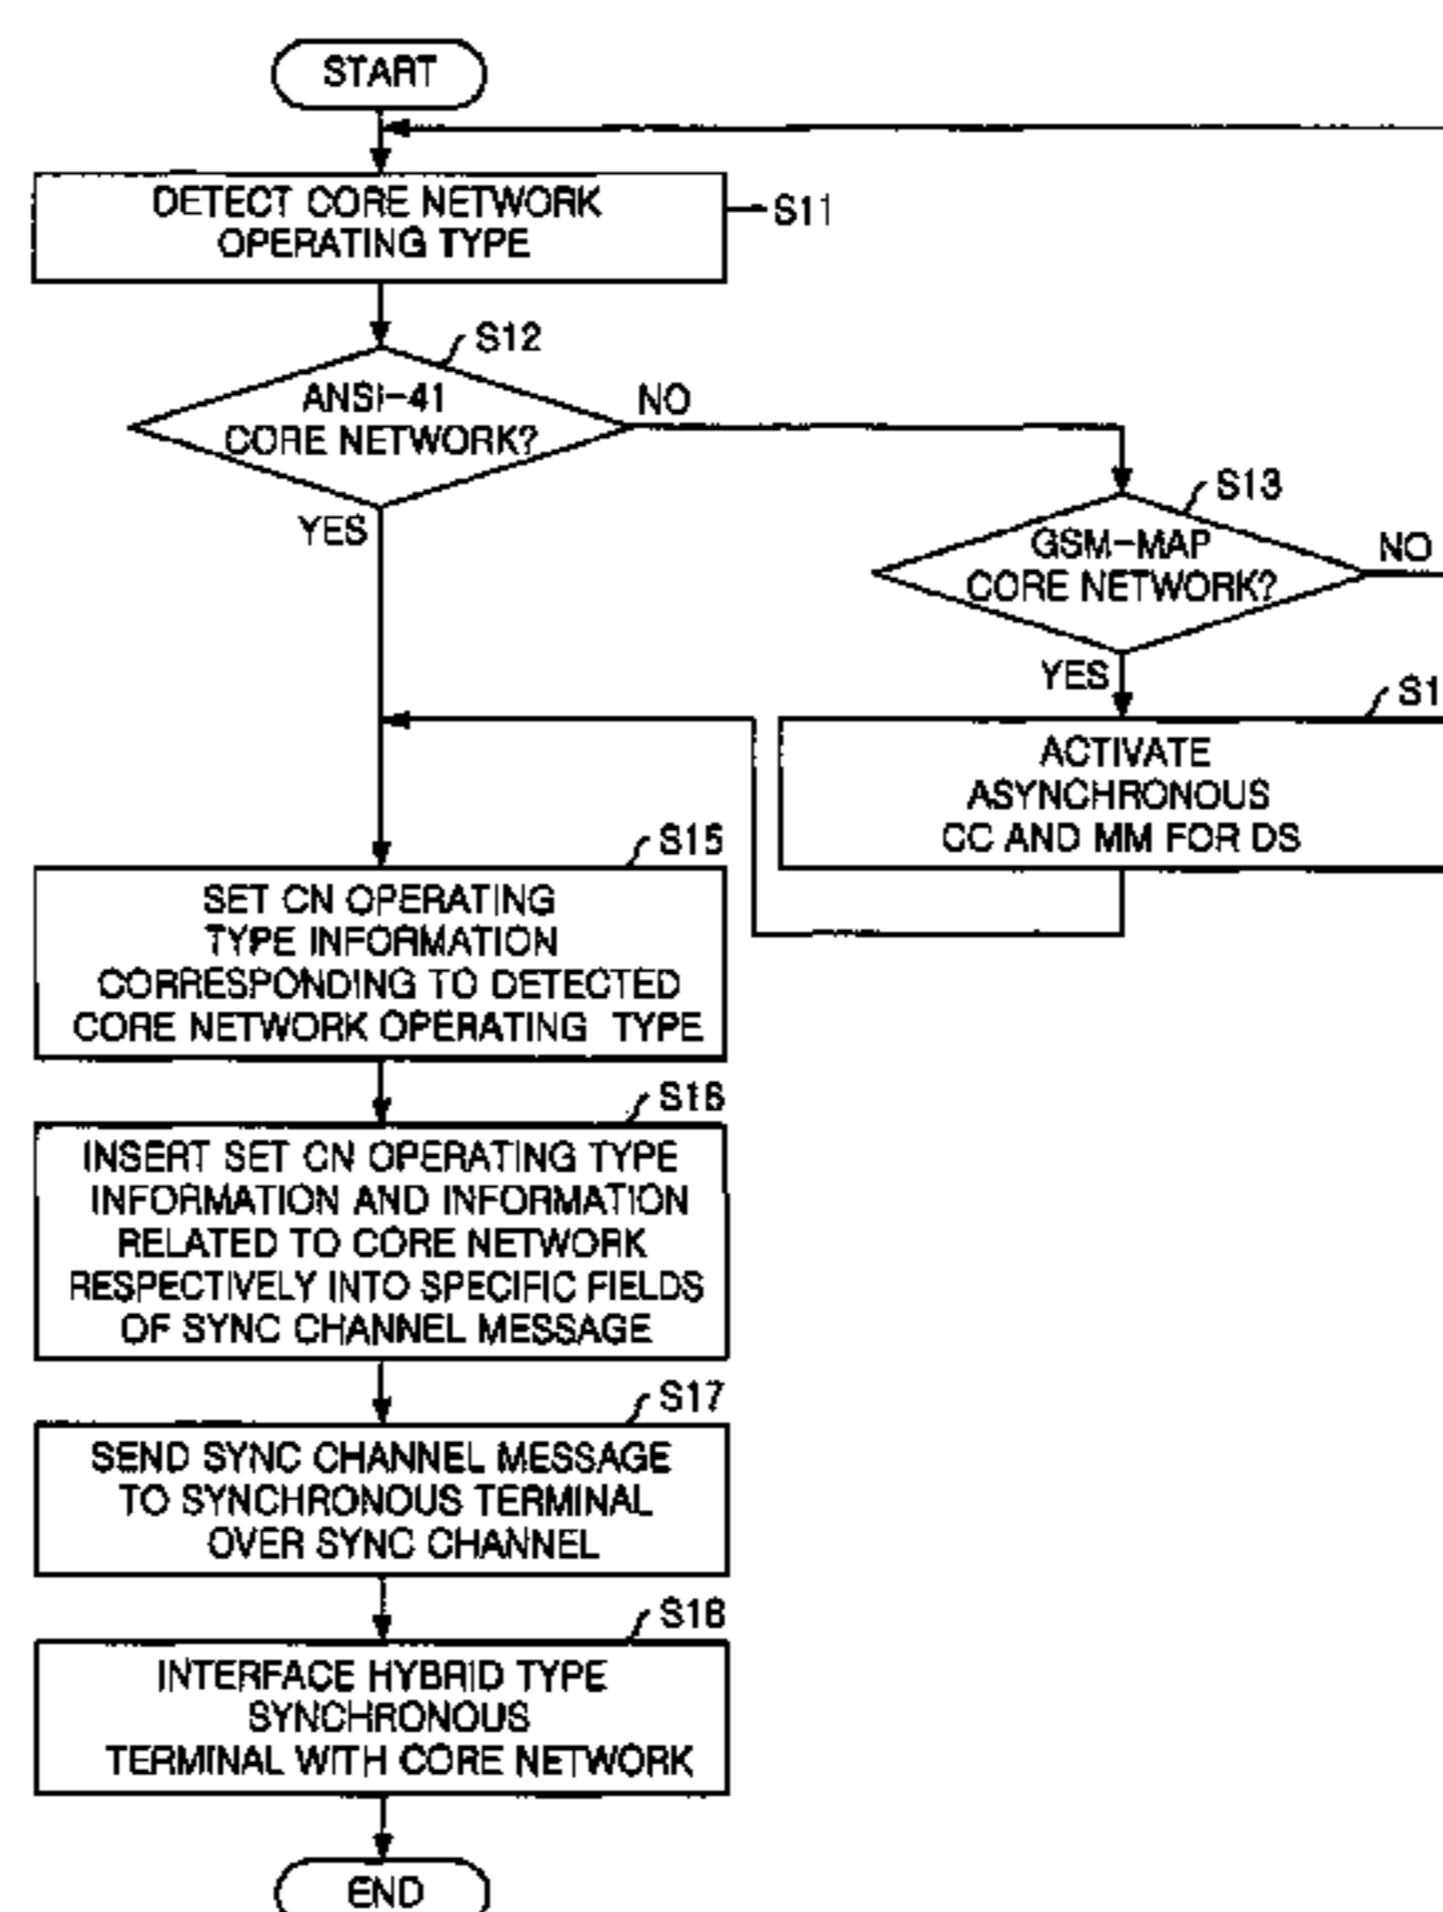 START
DETECT CORE NETWORK
OPERATING TYPE
S11
S12
ANSI-41
CORE NETWORK?
NO
YES
S13
GSM-MAP
CORE NETWORK?
NO
YES
S1
ACTIVATE
ASYNCHRONOUS
CC AND MM FOR DS
S15
SET CN OPERATING
TYPE INFORMATION
CORRESPONDING TO DETECTED
CORE NETWORK OPERATING TYPE
S16
INSERT SET CN OPERATING TYPE
INFORMATION AND INFORMATION
RELATED TO CORE NETWORK
RESPECTIVELY INTO SPECIFIC FIELDS
OF SYNC CHANNEL MESSAGE
S17
SEND SYNC CHANNEL MESSAGE
TO SYNCHRONOUS TERMINAL
OVER SYNC CHANNEL
S18
INTERFACE HYBRID TYPE
SYNCHRONOUS
TERMINAL WITH CORE NETWORK
END